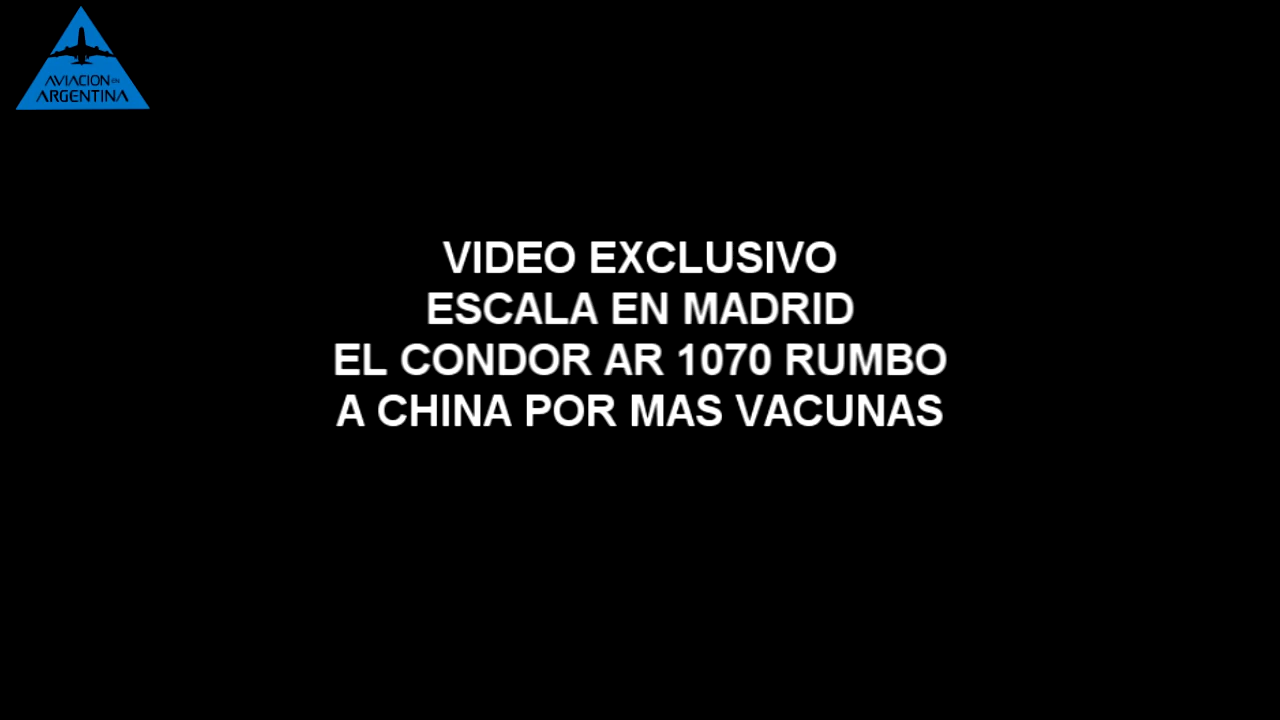 AVIACION EN
ARGENTINA
VIDEO EXCLUSIVO
ESCALA EN MADRID
EL CONDOR AR 1070 RUMBO
A CHINA POR MAS VACUNAS